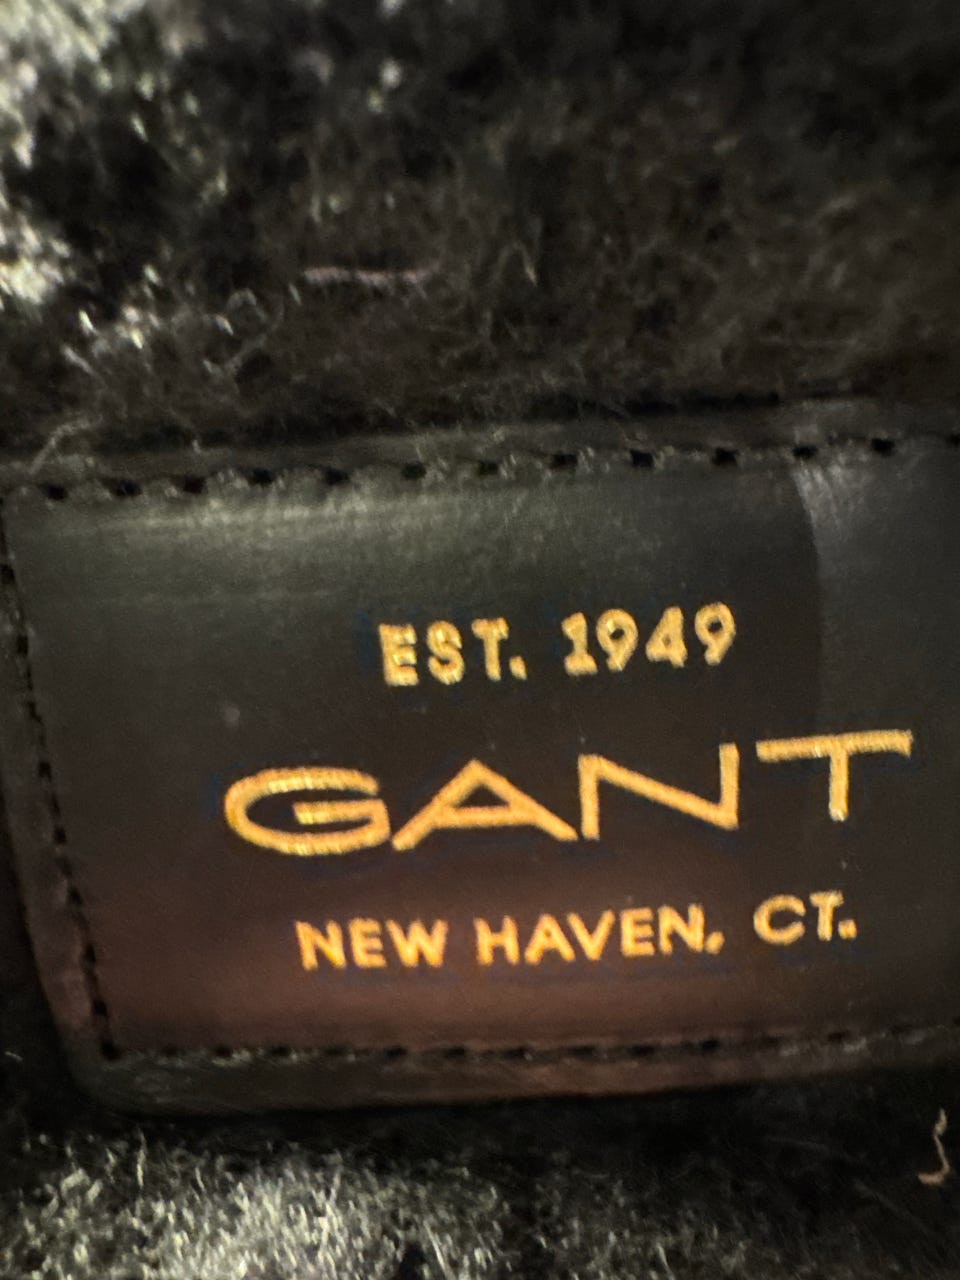 EST. 1949
GANT
NEW HAVEN, CT.